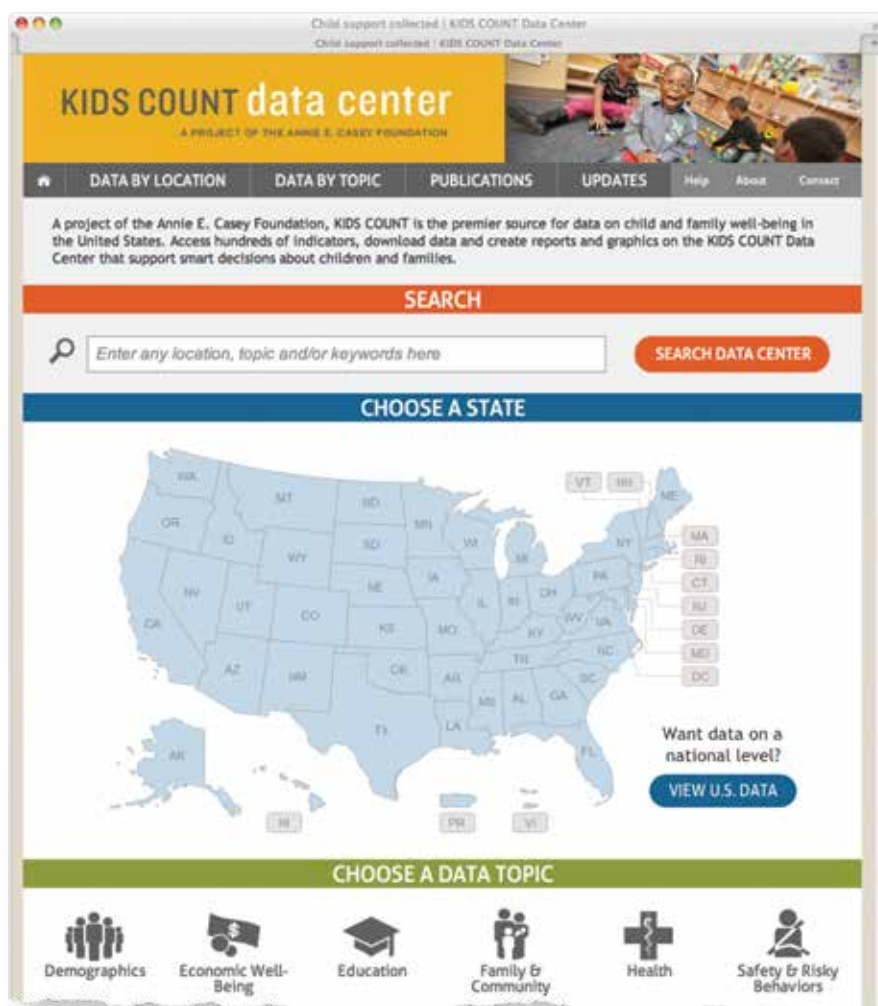 Child support collected | KIDS COUNT Data Center
Child support collected | KIDS COUNT Data Center
KIDS COUNT data center
A PROJECT OF THE ANNIE E. CASEY FOUNDATION
DATA BY LOCATION DATA BY TOPIC PUBLICATIONS UPDATES Help About Contact
A project of the Annie E. Casey Foundation, KIDS COUNT is the premier source for data on child and family well-being in
the United States. Access hundreds of indicators, download data and create reports and graphics on the KIDS COUNT Data
Center that support smart decisions about children and families.
SEARCH
Enter any location, topic and/or keywords here
SEARCH DATA CENTER
CHOOSE A STATE
WA
MT
ND
MN
VT
NH
ME
OR
ID
SD
WI
MI
NY
MA
WY
RI
NV
UT
NE
IA
IL
IN
OH
PA
CT
NJ
CA
CO
KS
MO
KY
WV
VA
DE
MD
AZ
NM
OK
AR
TN
NC
DC
TX
LA
MS
AL
GA
SC
FL
AK
HI
PR
VI
Want data on a
national level?
VIEW U.S. DATA
CHOOSE A DATA TOPIC
Demographics
Economic Well-
Being
Education
Family &
Community
Health
Safety & Risky
Behaviors